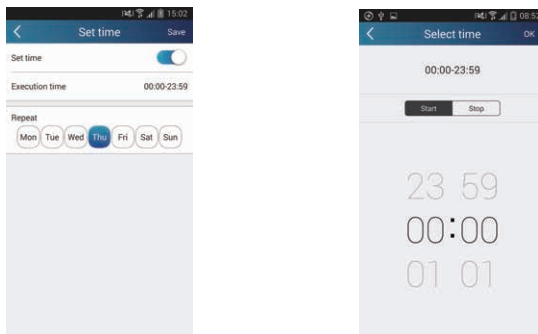 15:02
Set time Save
Set time
Execution time 00:00-23:59
Repeat
Mon Tue Wed Thu Fri Sat Sun
08:52
Select time OK
00:00-23:59
Start Stop
23 59
00:00
01 01